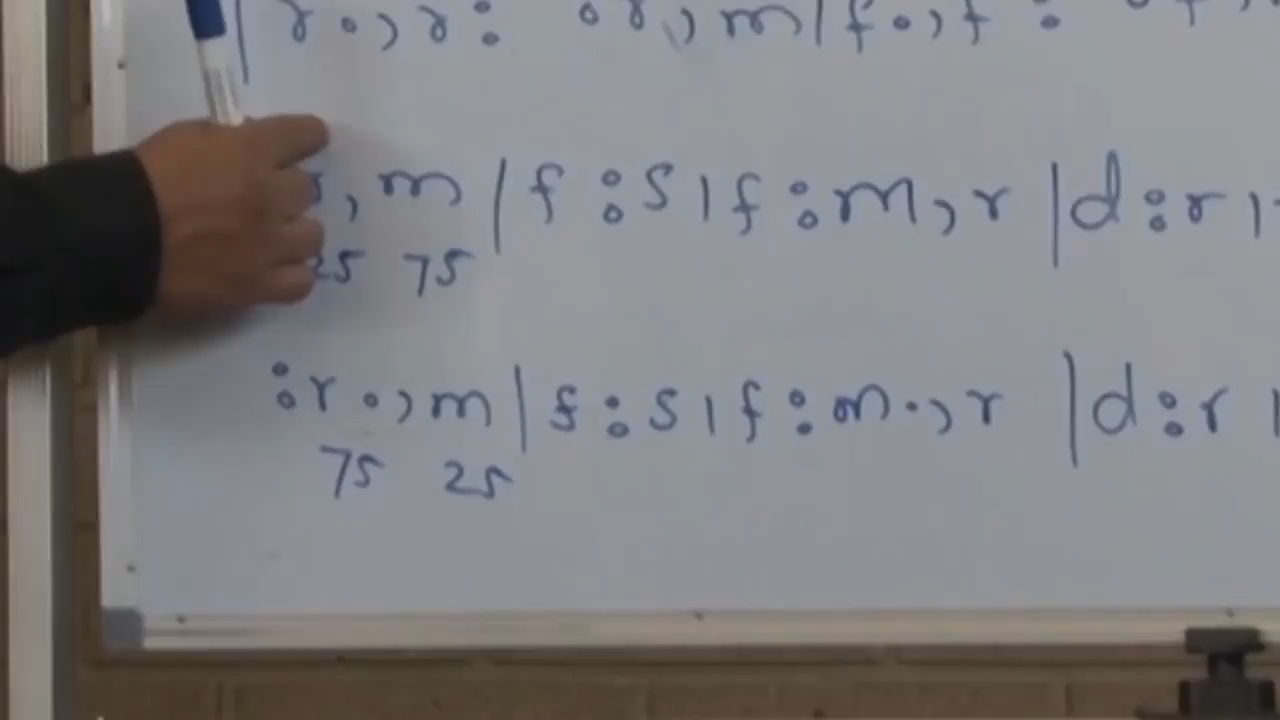 | r . , r : : r , m | f . , f :
r , m | f : s | f : m , r | d : r |
25 75
: r . , m | f : s | f : m . , r | d : r |
75 25